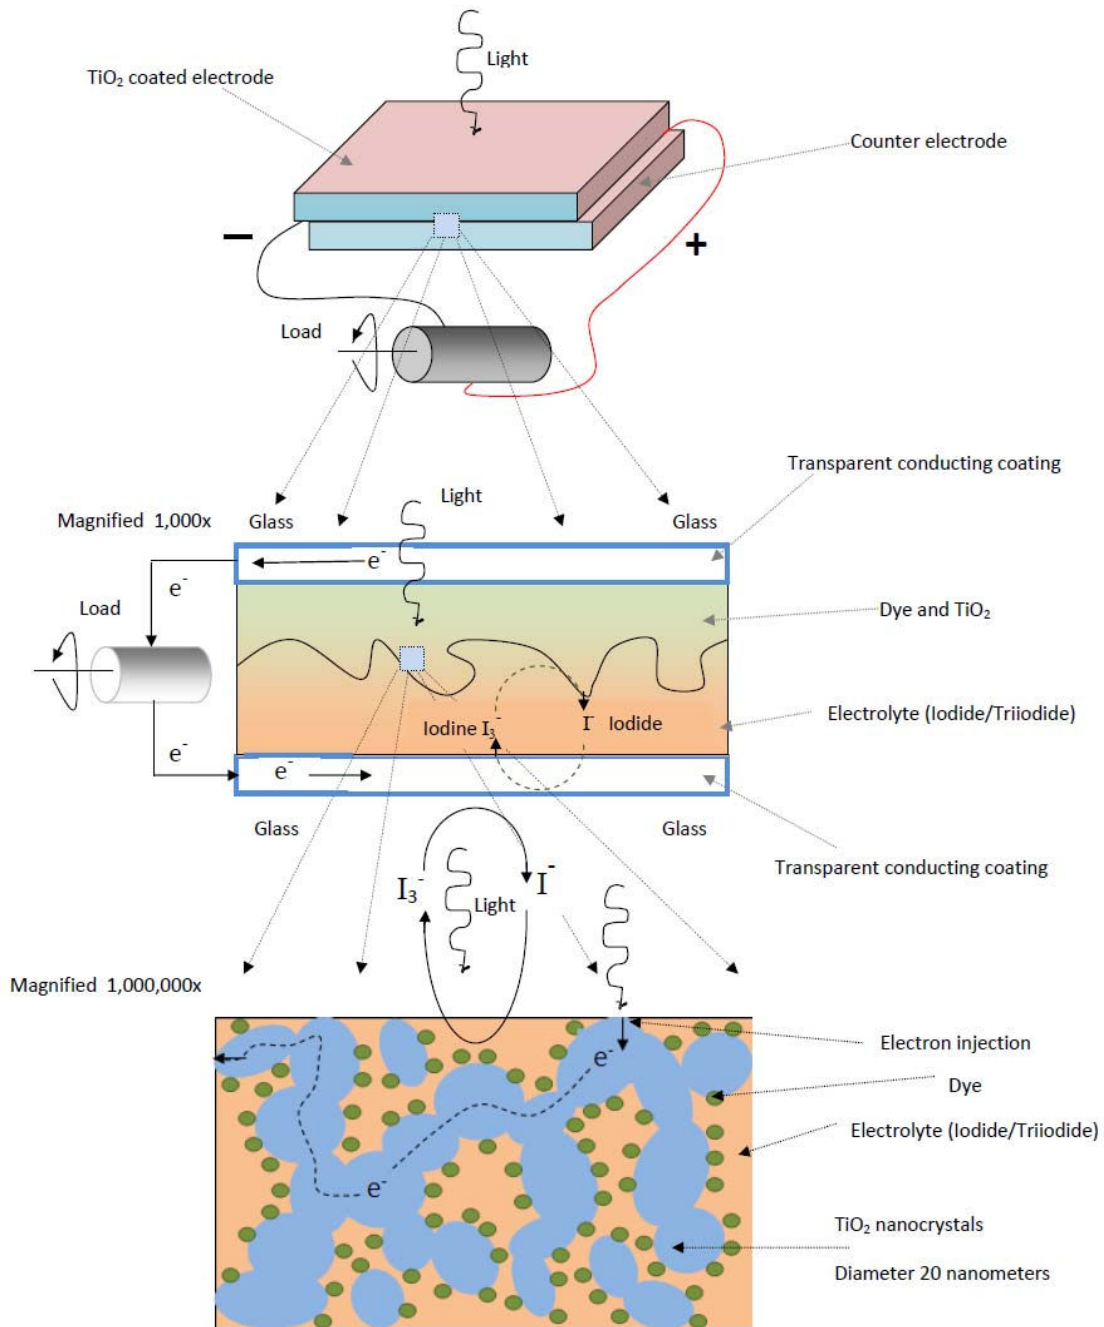 Light
TiO₂ coated electrode
Counter electrode
−
+
Load
Transparent conducting coating
Light
Magnified 1,000x
Glass
Glass
e⁻
e⁻
Load
Dye and TiO₂
Iodine I₃⁻
I⁻ Iodide
Electrolyte (Iodide/Triiodide)
e⁻
e⁻
Glass
Glass
Transparent conducting coating
I₃⁻
I⁻
Light
Magnified 1,000,000x
Electron injection
e⁻
Dye
Electrolyte (Iodide/Triiodide)
e⁻
TiO₂ nanocrystals
Diameter 20 nanometers